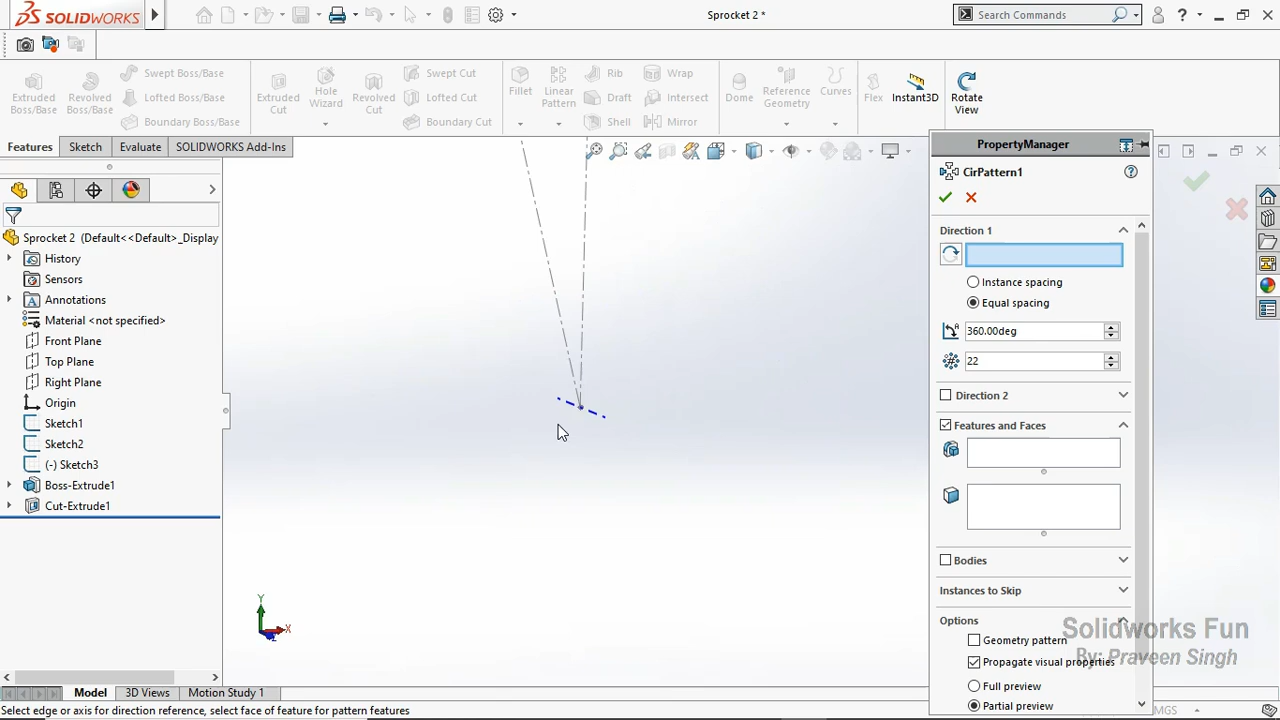 SOLIDWORKS
Sprocket 2 *
Search Commands
Extruded Boss/Base
Revolved Boss/Base
Swept Boss/Base
Lofted Boss/Base
Boundary Boss/Base
Extruded Cut
Hole Wizard
Revolved Cut
Swept Cut
Lofted Cut
Boundary Cut
Fillet
Linear Pattern
Rib
Draft
Shell
Wrap
Intersect
Mirror
Dome
Reference Geometry
Curves
Flex
Instant3D
Rotate View
Features
Sketch
Evaluate
SOLIDWORKS Add-Ins
Sprocket 2 (Default<<Default>_Display
History
Sensors
Annotations
Material <not specified>
Front Plane
Top Plane
Right Plane
Origin
Sketch1
Sketch2
(-) Sketch3
Boss-Extrude1
Cut-Extrude1
Y
X
Z
PropertyManager
CirPattern1
Direction 1
Instance spacing
Equal spacing
360.00deg
22
Direction 2
Features and Faces
Bodies
Instances to Skip
Options
Geometry pattern
Propagate visual properties
Full preview
Partial preview
Solidworks Fun
By: Praveen Singh
Model
3D Views
Motion Study 1
Select edge or axis for direction reference, select face of feature for pattern features
MGS